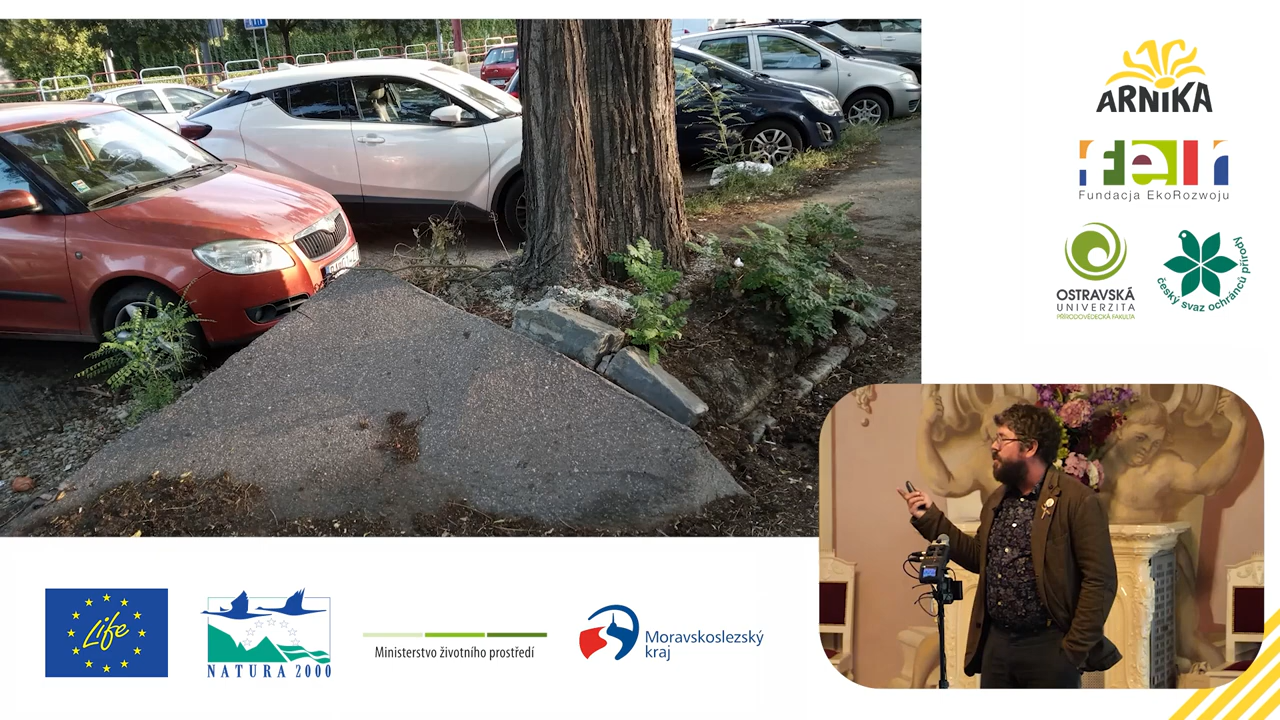 ARNIKA
feer
Fundacja EkoRozwoju
OSTRAVSKÁ
UNIVERZITA
PŘÍRODOVĚDECKÁ FAKULTA
český svaz ochránců přírody
Life
NATURA 2000
Ministerstvo životního prostředí
Moravskoslezský
kraj